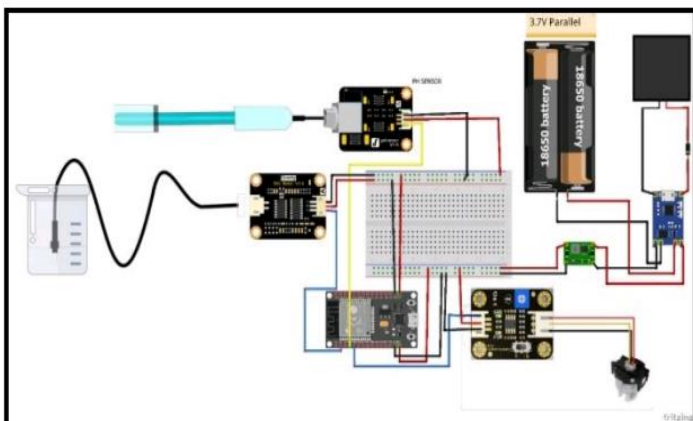 3.7V Parallel
PH SENSOR
18650 battery
18650 battery
fritzing